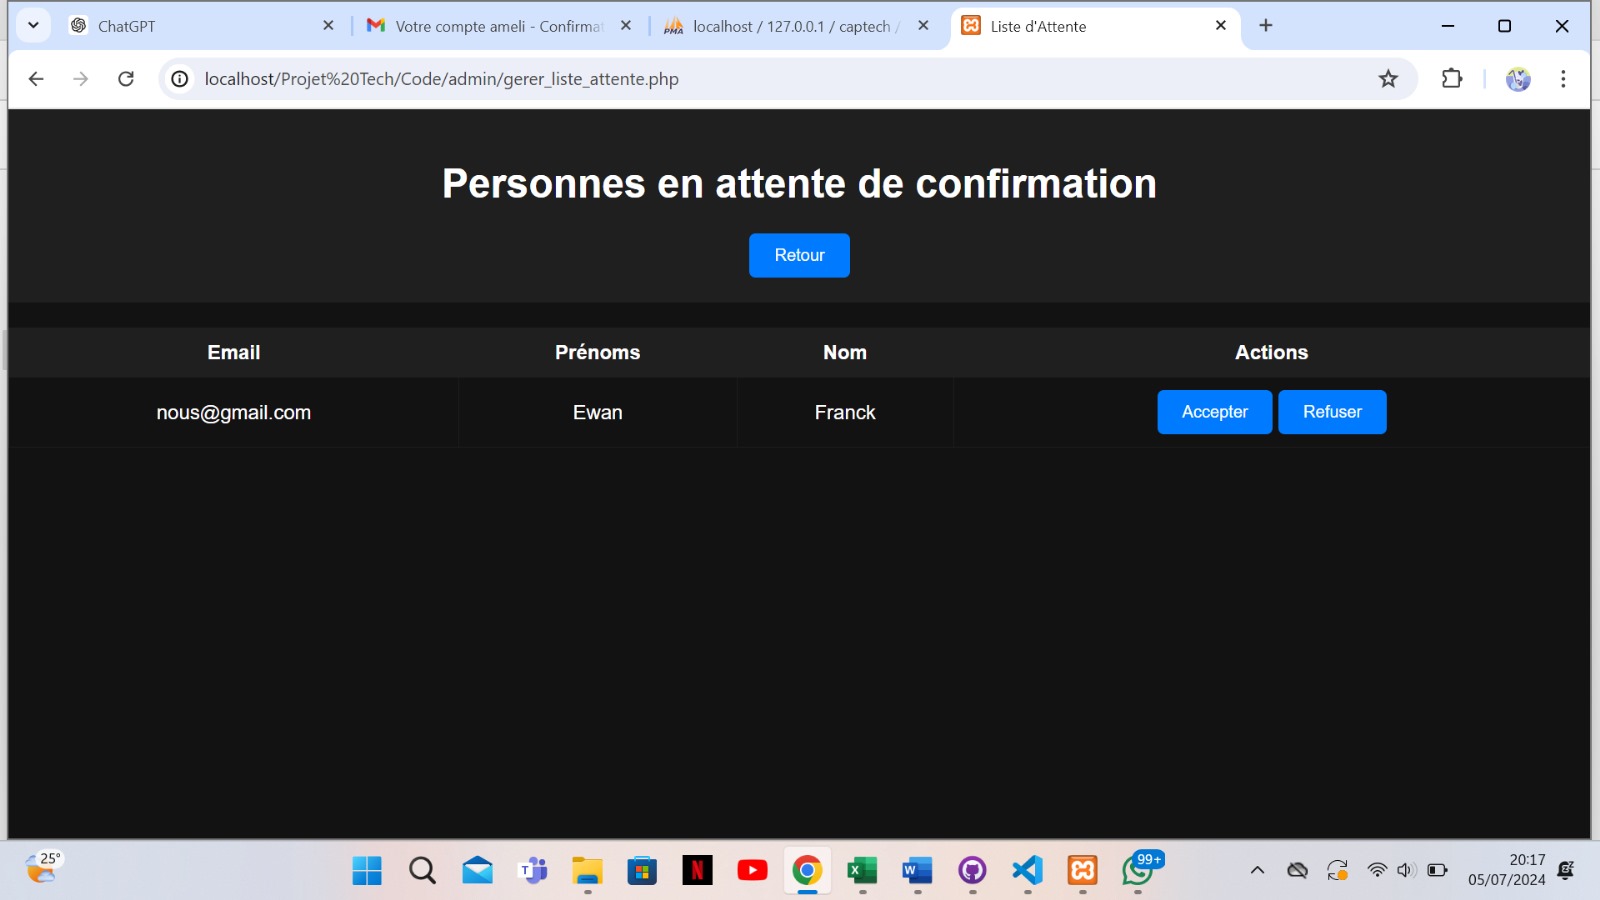 ChatGPT
Votre compte ameli - Confirmat
localhost / 127.0.0.1 / captech /
Liste d'Attente
localhost/Projet%20Tech/Code/admin/gerer_liste_attente.php
Personnes en attente de confirmation
Retour
Email Prénoms Nom Actions
nous@gmail.com Ewan Franck Accepter Refuser
25°
99+
20:17
05/07/2024